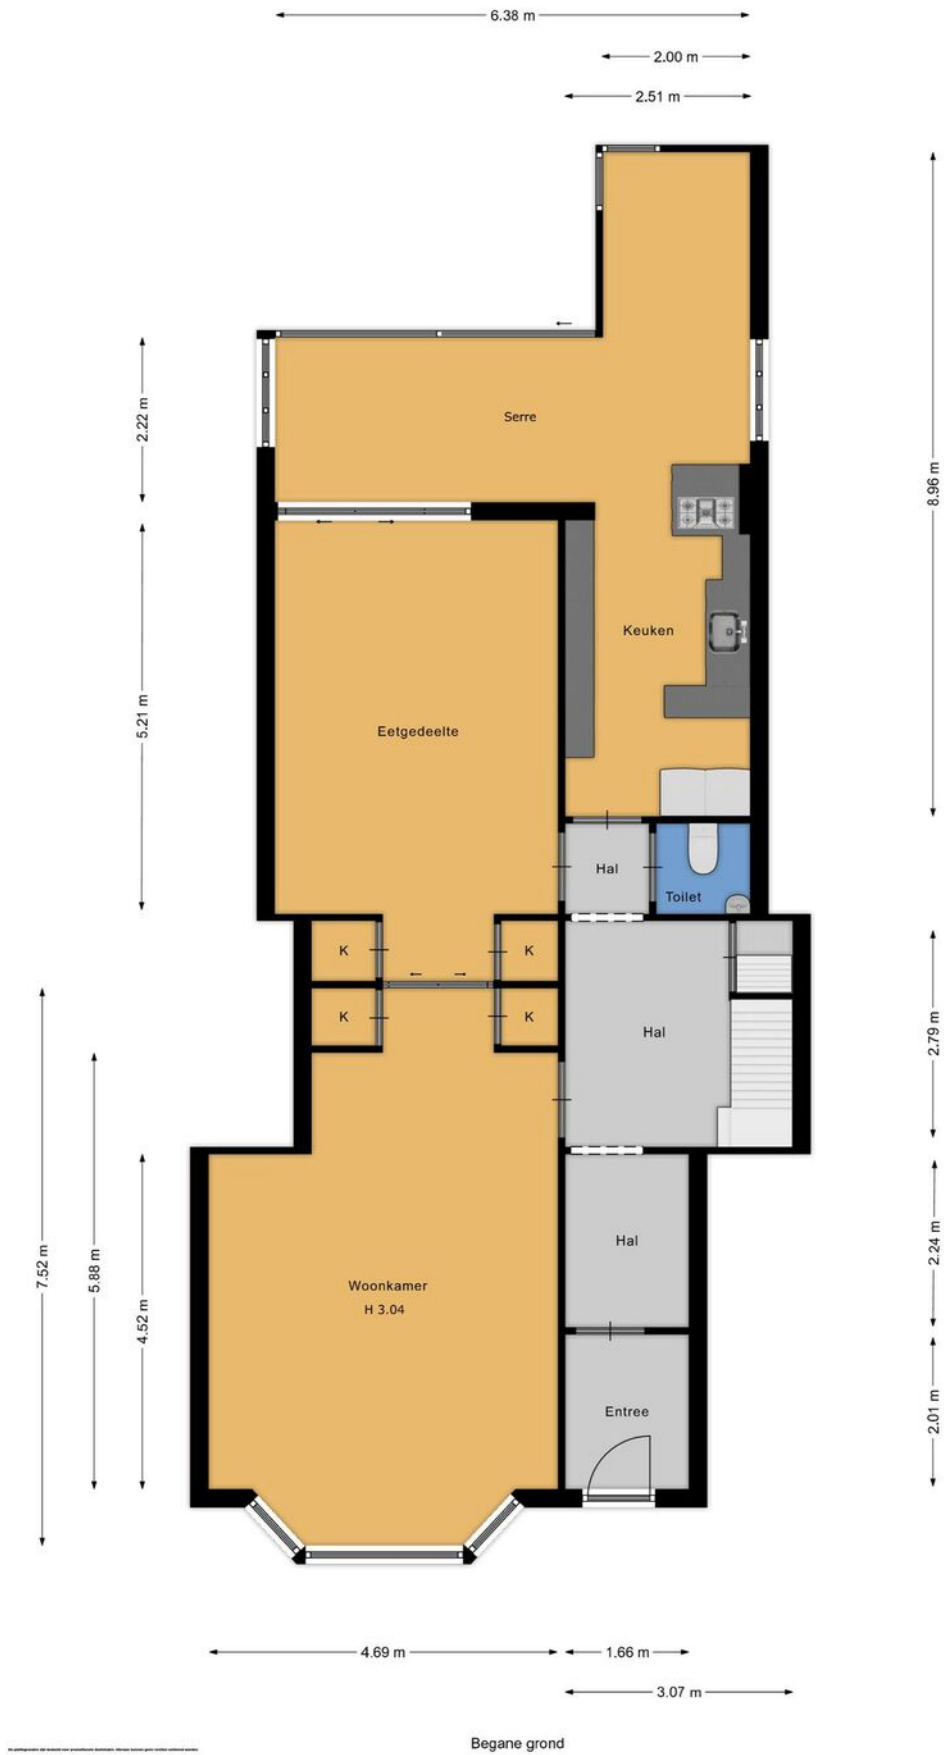 6.38 m
2.00 m
2.51 m
2.22 m
Serre
8.96 m
Keuken
5.21 m
Eetgedeelte
Hal
Toilet
K
K
K
K
Hal
2.79 m
7.52 m
5.88 m
4.52 m
Hal
2.24 m
Woonkamer
H 3.04
Entree
2.01 m
4.69 m
1.66 m
3.07 m
Begane grond